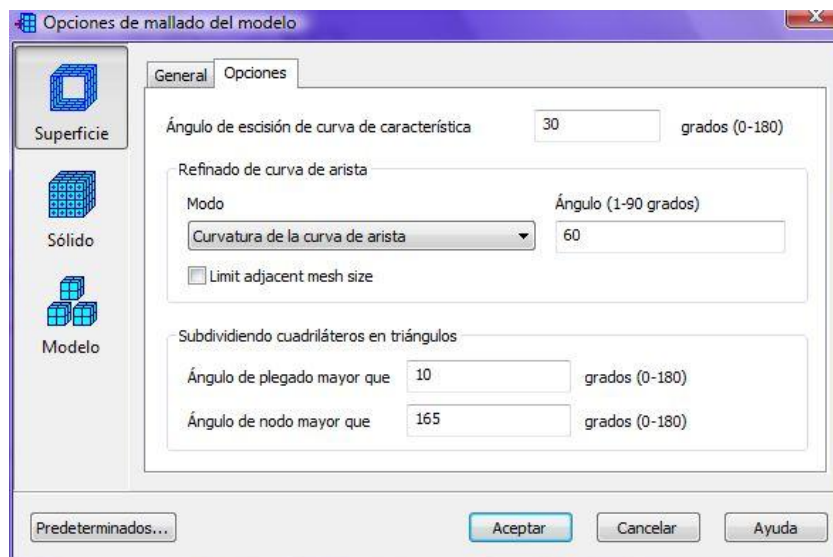 Opciones de mallado del modelo
Superficie
Sólido
Modelo
General Opciones
Ángulo de escisión de curva de característica 30 grados (0-180)
Refinado de curva de arista
Modo Ángulo (1-90 grados)
Curvatura de la curva de arista 60
Limit adjacent mesh size
Subdividiendo cuadriláteros en triángulos
Ángulo de plegado mayor que 10 grados (0-180)
Ángulo de nodo mayor que 165 grados (0-180)
Predeterminados... Aceptar Cancelar Ayuda